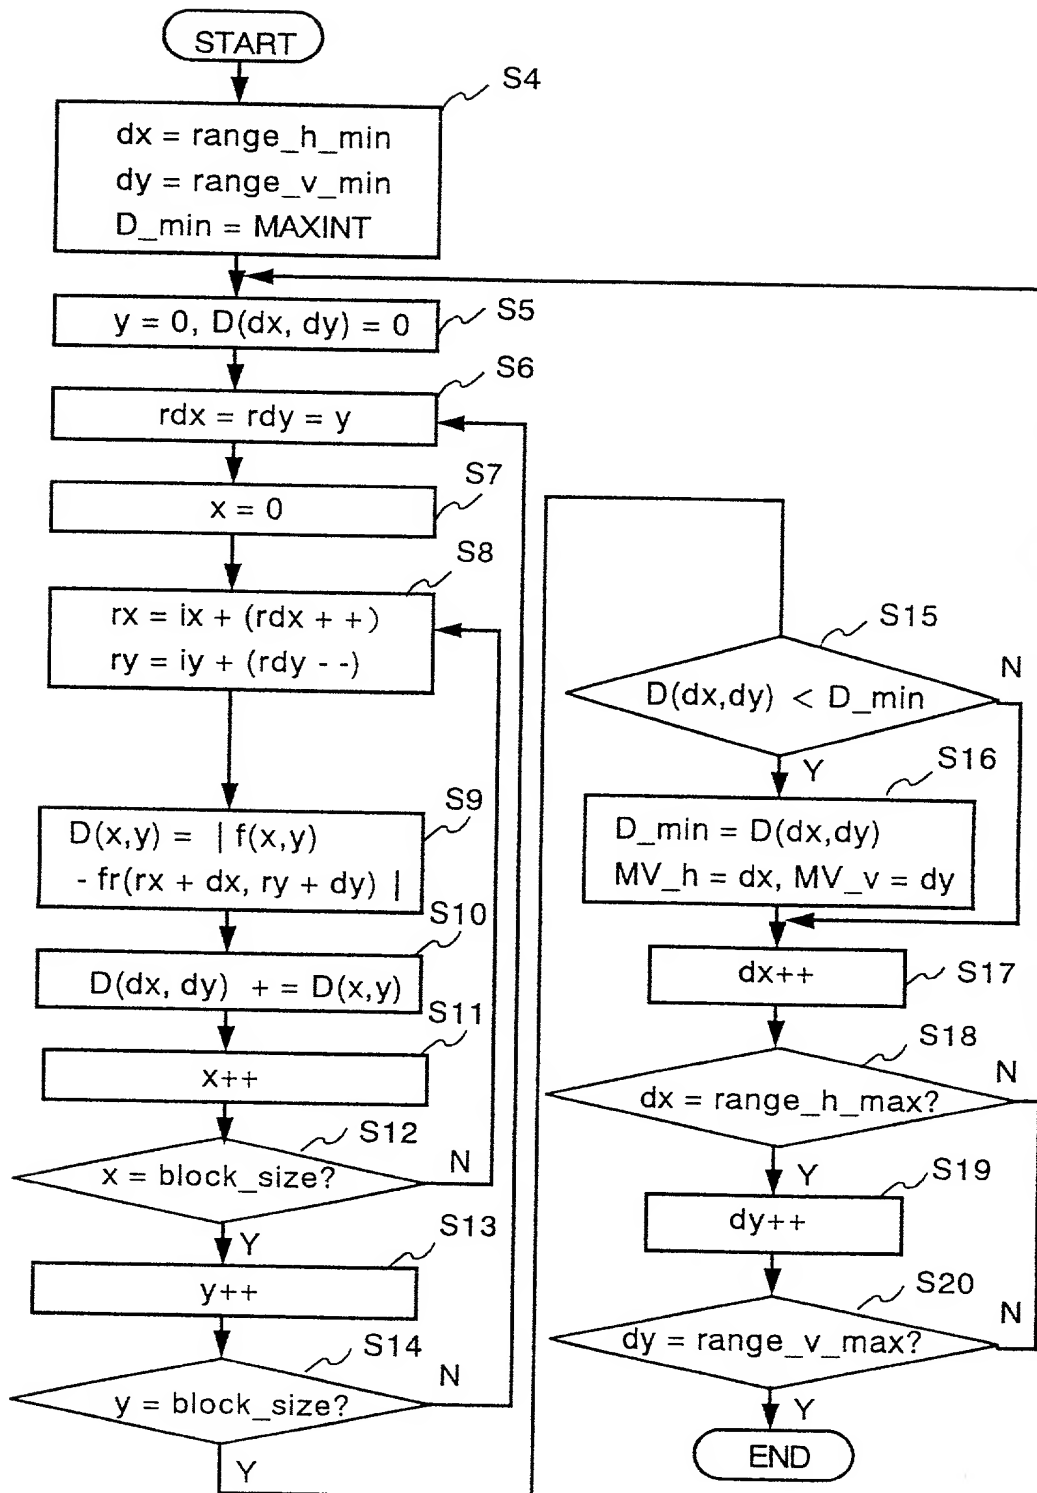 START
S4
dx = range_h_min
dy = range_v_min
D_min = MAXINT
S5
y = 0, D(dx, dy) = 0
S6
rdx = rdy = y
S7
x = 0
S8
rx = ix + (rdx + +)
ry = iy + (rdy - -)
S9
D(x,y) = | f(x,y)
- fr(rx + dx, ry + dy) |
S10
D(dx, dy) + = D(x,y)
S11
x++
S12
x = block_size?
N
Y
S13
y++
S14
y = block_size?
N
Y
S15
D(dx,dy) < D_min
N
Y
S16
D_min = D(dx,dy)
MV_h = dx, MV_v = dy
S17
dx++
S18
dx = range_h_max?
N
Y
S19
dy++
S20
dy = range_v_max?
N
Y
END